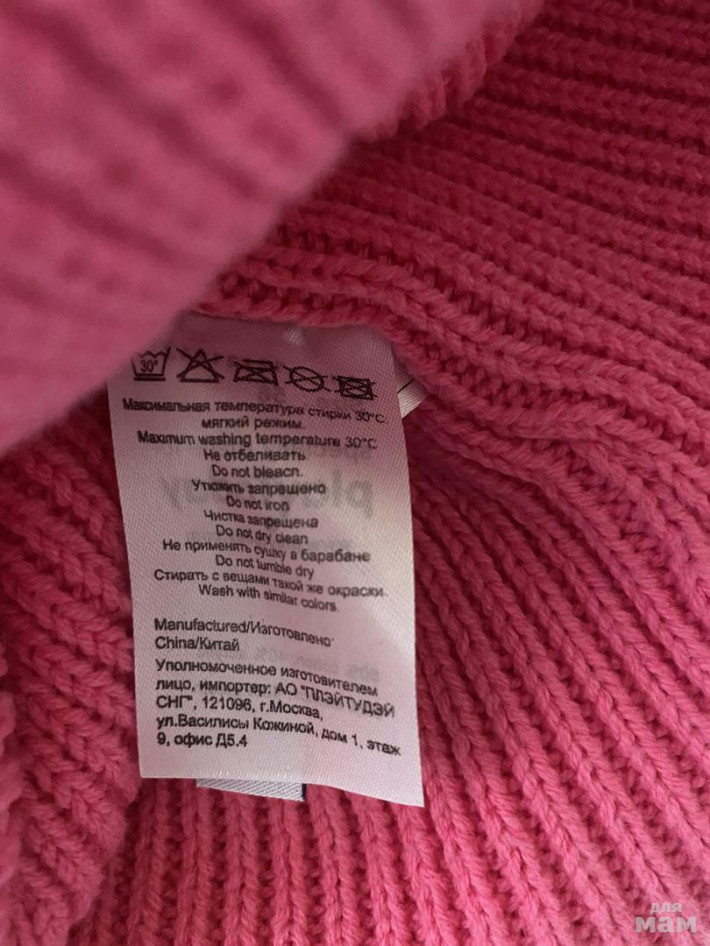 30°
Максимальная температура стирки 30°C.
мягкий режим.
Maximum washing temperature 30°C
Не отбеливать
Do not bleach.
Утюжить запрещено
Do not iron
Чистка запрещена
Do not dry clean
Не применять сушку в барабане
Do not tumble dry
Стирать с вещами такой же окраски.
Wash with similar colors.
Manufactured/Изготовлено
China/Китай
Уполномоченное изготовителем
лицо, импортер: АО "ПЛЭЙТУДЭЙ
СНГ", 121096, г.Москва,
ул.Василисы Кожиной, дом 1, этаж
9, офис Д5.4
для
мам